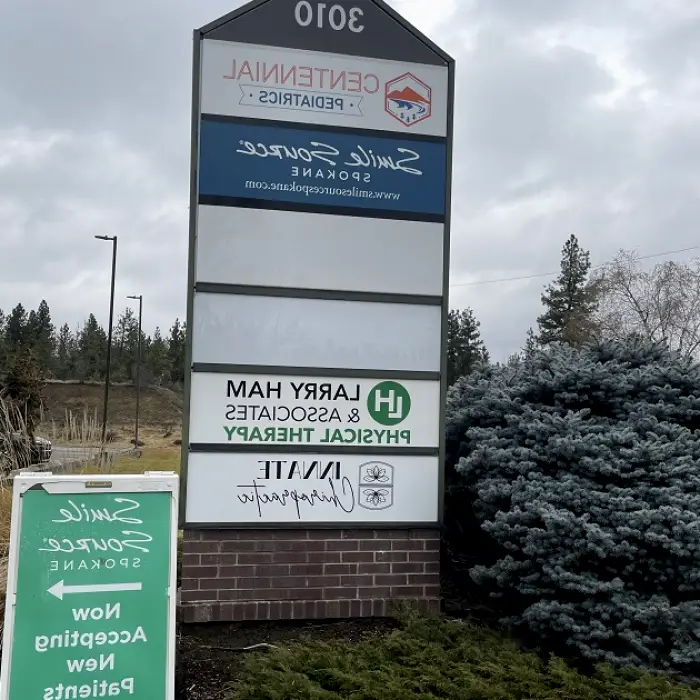 3010
CENTENNIAL
• PEDIATRICS •
Smile Source
SPOKANE
www.smilesourcespokane.com
LH
LARRY HAM
& ASSOCIATES
PHYSICAL THERAPY
INNATE
Chiropractic
Smile
Source
SPOKANE
Now
Accepting
New
Patients